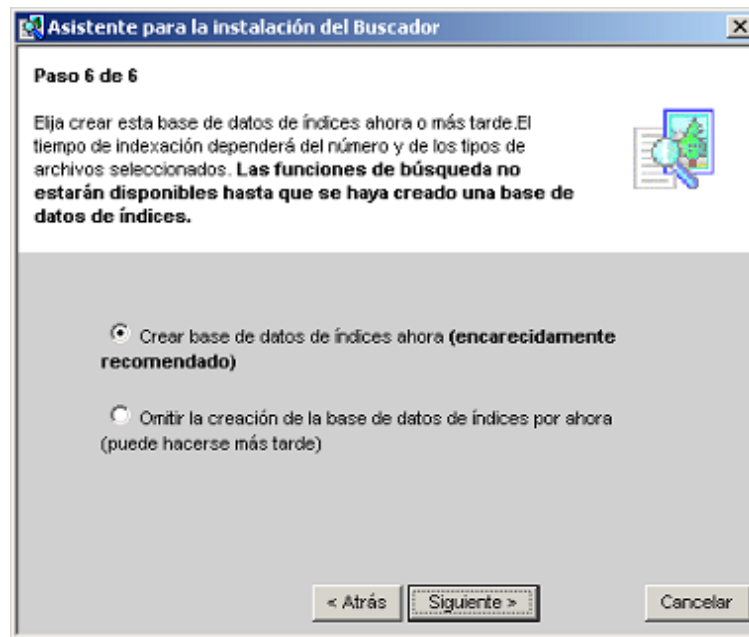 Asistente para la instalación del Buscador
Paso 6 de 6
Elija crear esta base de datos de índices ahora o más tarde.El
tiempo de indexación dependerá del número y de los tipos de
archivos seleccionados. Las funciones de búsqueda no
estarán disponibles hasta que se haya creado una base de
datos de índices.
Crear base de datos de índices ahora (encarecidamente
recomendado)
Omitir la creación de la base de datos de índices por ahora
(puede hacerse más tarde)
< Atrás
Siguiente >
Cancelar